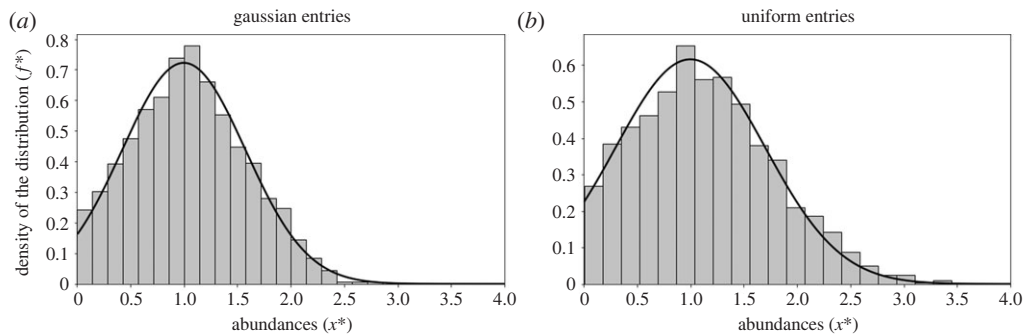 (a) gaussian entries
0.8
0.7
0.6
0.5
0.4
0.3
0.2
0.1
0
density of the distribution (f*)
0 0.5 1.0 1.5 2.0 2.5 3.0 3.5 4.0
abundances (x*)
(b) uniform entries
0.6
0.5
0.4
0.3
0.2
0.1
0
0 0.5 1.0 1.5 2.0 2.5 3.0 3.5 4.0
abundances (x*)